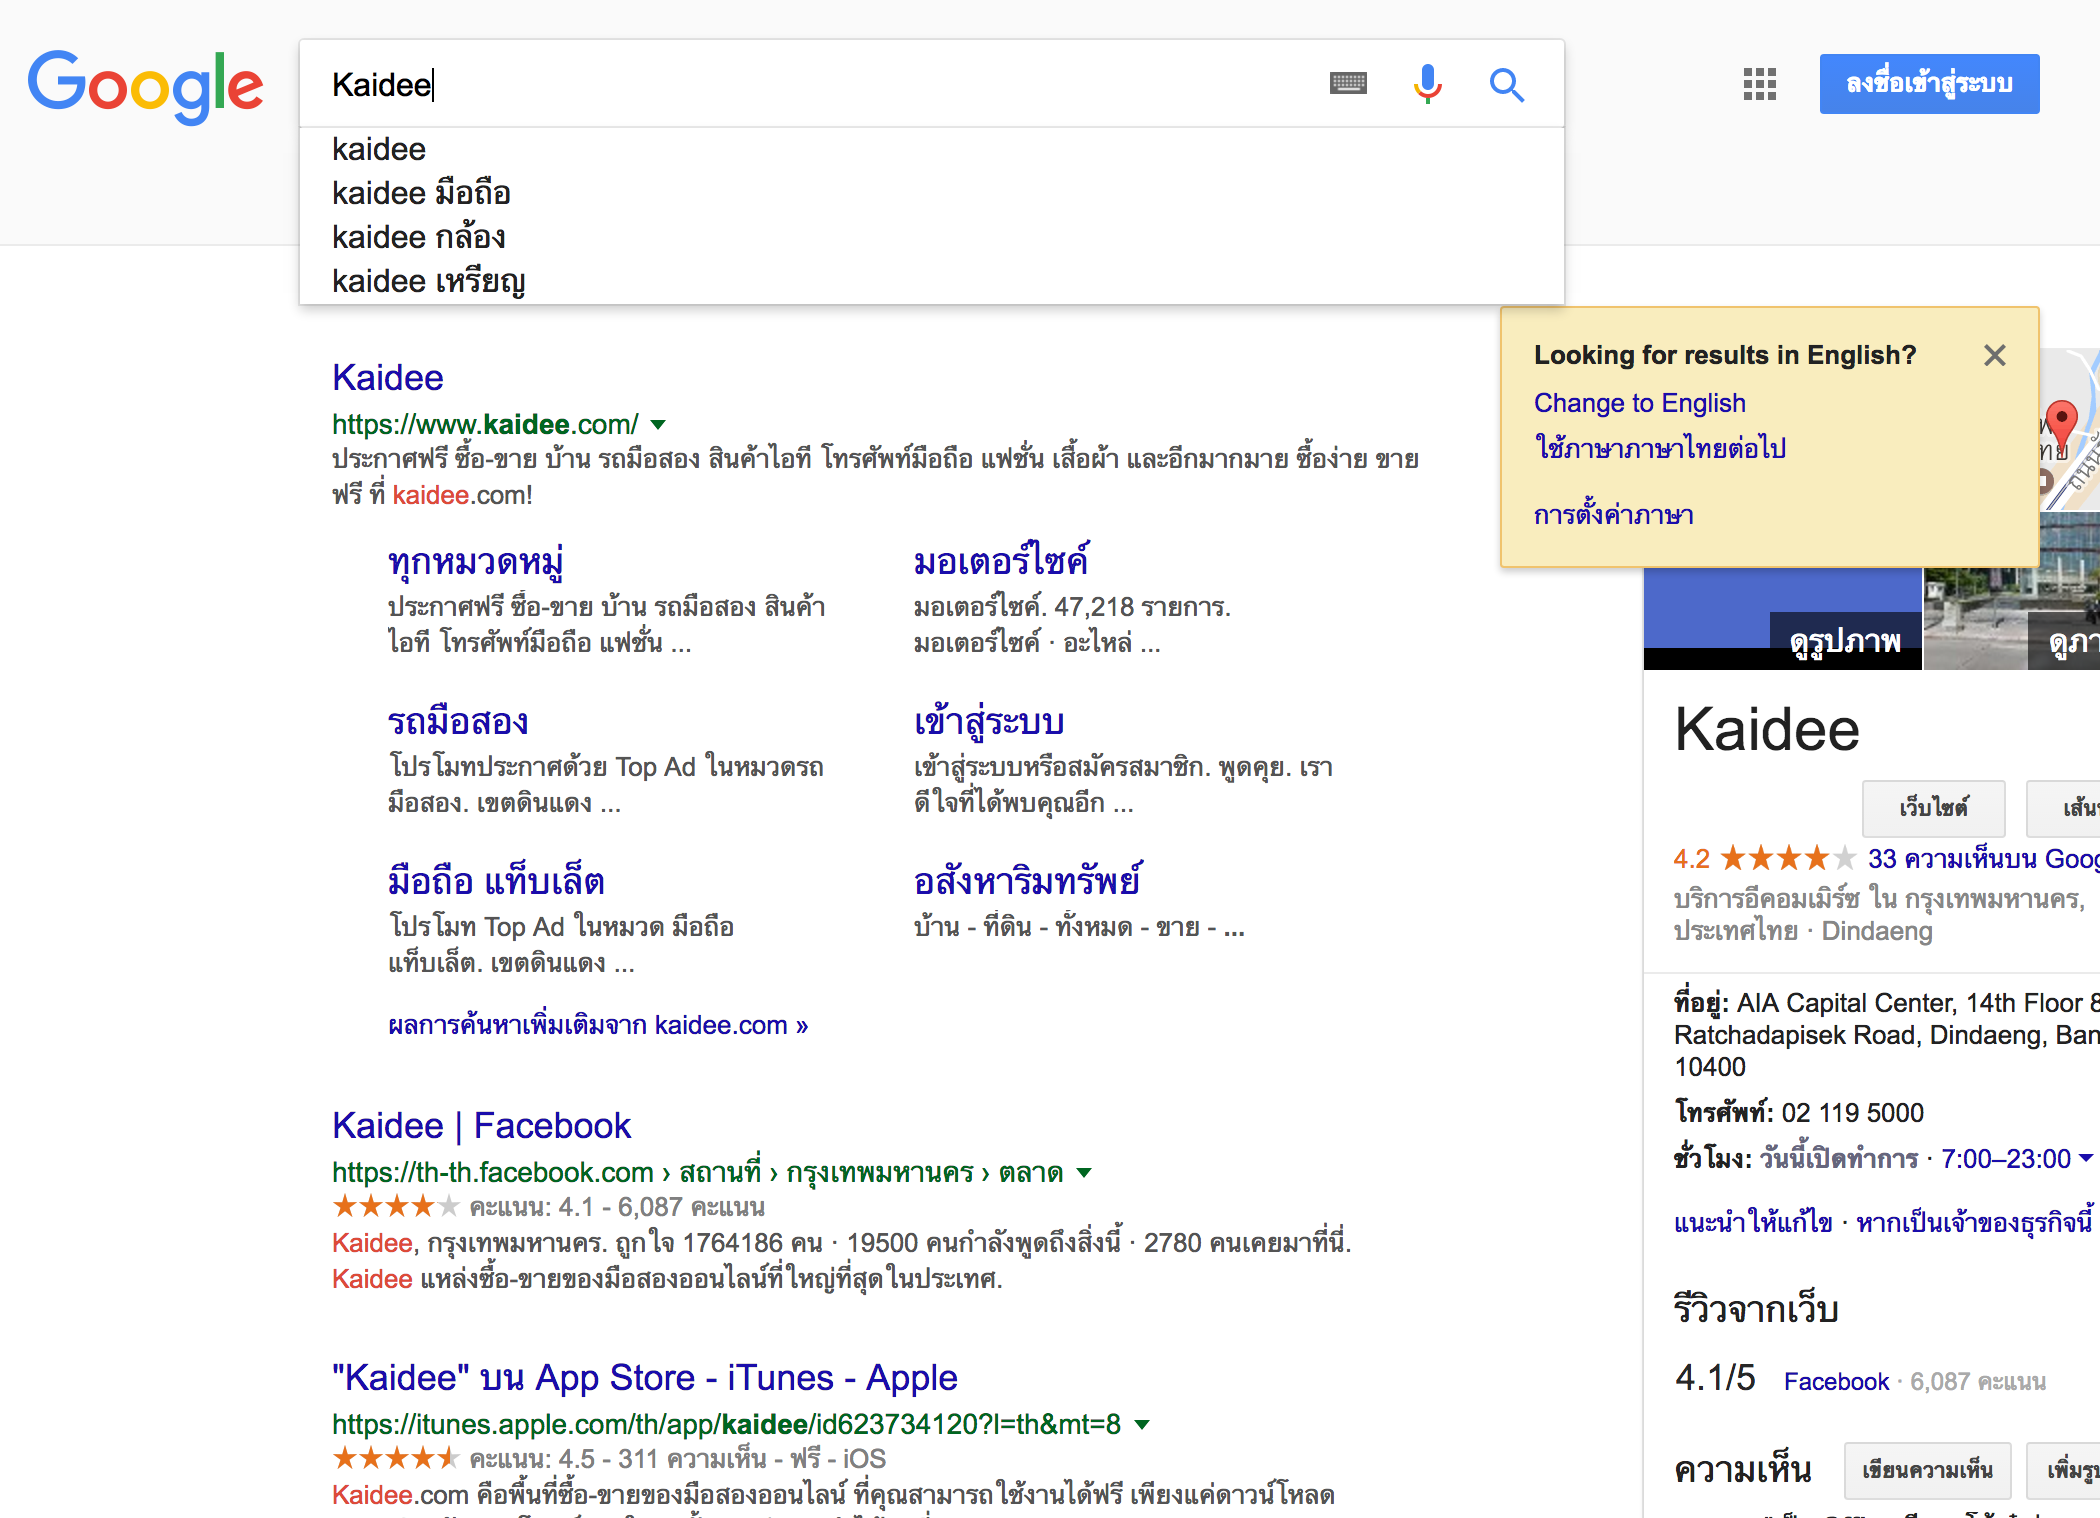 Google
Kaidee
ลงชื่อเข้าสู่ระบบ
kaidee
kaidee มือถือ
kaidee กล้อง
kaidee เหรียญ
Looking for results in English?
Change to English
ใช้ภาษาภาษาไทยต่อไป
การตั้งค่าภาษา
Kaidee
https://www.kaidee.com/
ประกาศฟรี ซื้อ-ขาย บ้าน รถมือสอง สินค้าไอที โทรศัพท์มือถือ แฟชั่น เสื้อผ้า และอีกมากมาย ซื้อง่าย ขาย
ฟรี ที่ kaidee.com!
ทุกหมวดหมู่
ประกาศฟรี ซื้อ-ขาย บ้าน รถมือสอง สินค้า
ไอที โทรศัพท์มือถือ แฟชั่น ...
มอเตอร์ไซค์
มอเตอร์ไซค์. 47,218 รายการ.
มอเตอร์ไซค์ · อะไหล่ ...
รถมือสอง
โปรโมทประกาศด้วย Top Ad ในหมวดรถ
มือสอง. เขตดินแดง ...
เข้าสู่ระบบ
เข้าสู่ระบบหรือสมัครสมาชิก. พูดคุย. เรา
ดีใจที่ได้พบคุณอีก ...
มือถือ แท็บเล็ต
โปรโมท Top Ad ในหมวด มือถือ
แท็บเล็ต. เขตดินแดง ...
อสังหาริมทรัพย์
บ้าน - ที่ดิน - ทั้งหมด - ขาย - ...
ผลการค้นหาเพิ่มเติมจาก kaidee.com »
Kaidee | Facebook
https://th-th.facebook.com › สถานที่ › กรุงเทพมหานคร › ตลาด
คะแนน: 4.1 - 6,087 คะแนน
Kaidee, กรุงเทพมหานคร. ถูกใจ 1764186 คน · 19500 คนกำลังพูดถึงสิ่งนี้ · 2780 คนเคยมาที่นี่.
Kaidee แหล่งซื้อ-ขายของมือสองออนไลน์ที่ใหญ่ที่สุดในประเทศ.
"Kaidee" บน App Store - iTunes - Apple
https://itunes.apple.com/th/app/kaidee/id623734120?l=th&mt=8
คะแนน: 4.5 - 311 ความเห็น - ฟรี - iOS
Kaidee.com คือพื้นที่ซื้อ-ขายของมือสองออนไลน์ ที่คุณสามารถใช้งานได้ฟรี เพียงแค่ดาวน์โหลด
ดูรูปภาพ
Kaidee
เว็บไซต์
4.2 33 ความเห็นบน
บริการอีคอมเมิร์ซ ใน กรุงเทพมหานคร,
ประเทศไทย · Dindaeng
ที่อยู่: AIA Capital Center, 14th Floor
Ratchadapisek Road, Dindaeng,
10400
โทรศัพท์: 02 119 5000
ชั่วโมง: วันนี้เปิดทำการ · 7:00–23:00
แนะนำให้แก้ไข · หากเป็นเจ้าของธุรกิจนี้
รีวิวจากเว็บ
4.1/5 Facebook · 6,087 คะแนน
ความเห็น
เขียนความเห็น